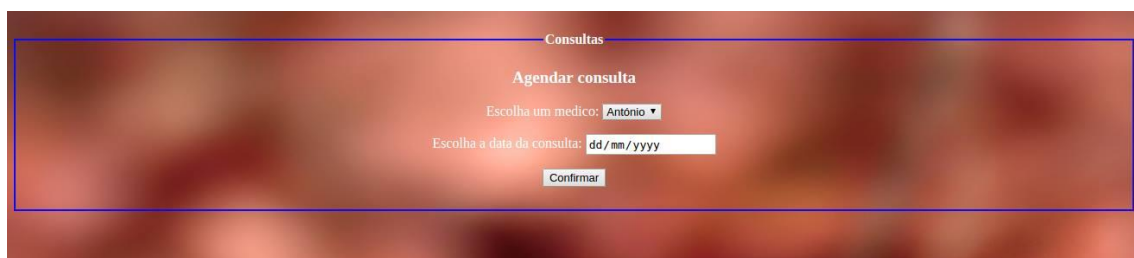 Consultas
Agendar consulta
Escolha um medico: António
Escolha a data da consulta: dd/mm/yyyy
Confirmar